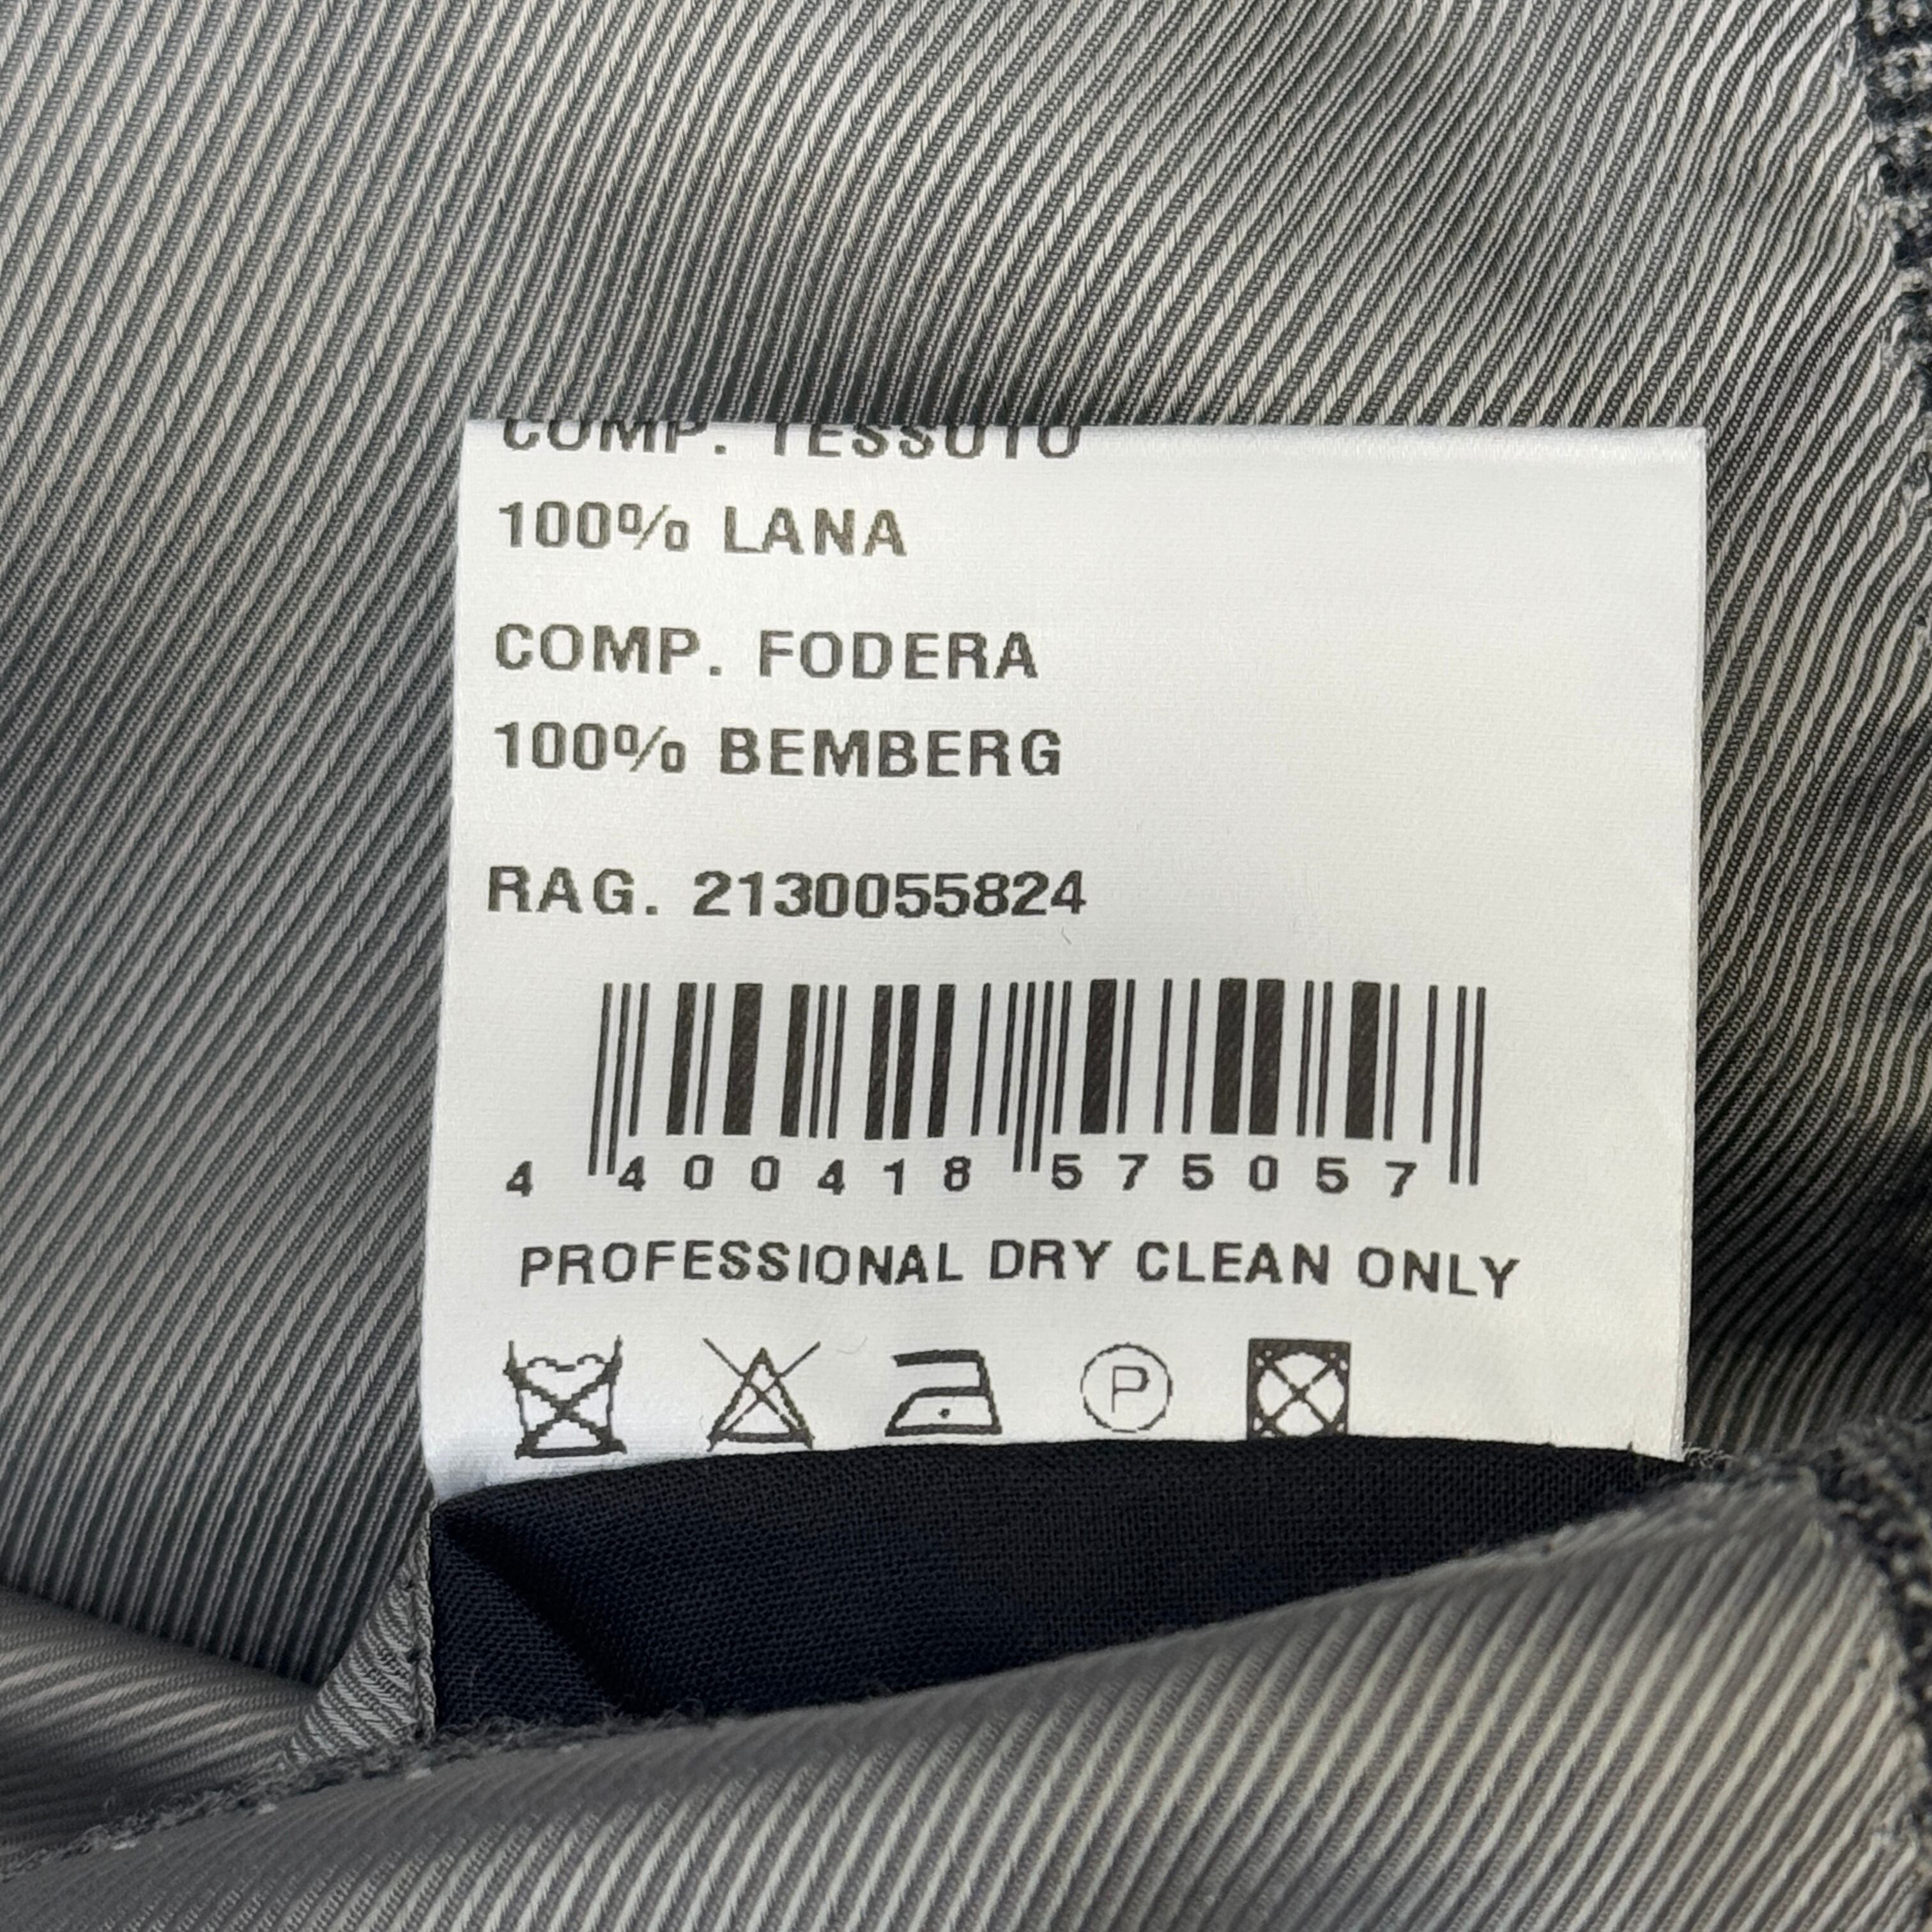 COMP. TESSUTO
100% LANA
COMP. FODERA
100% BEMBERG
RAG. 2130055824
4 400418 575057
PROFESSIONAL DRY CLEAN ONLY
P